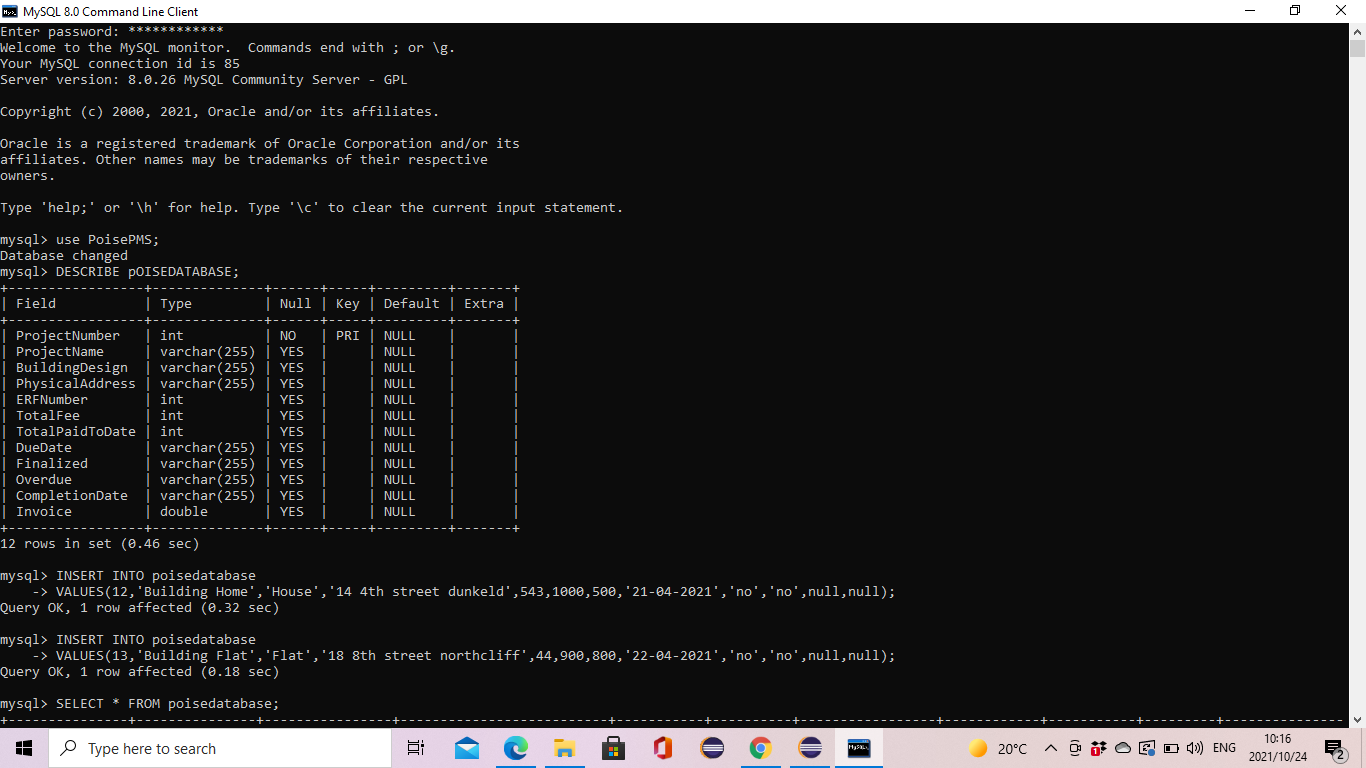 MySQL 8.0 Command Line Client
Enter password: ************
Welcome to the MySQL monitor.  Commands end with ; or \g.
Your MySQL connection id is 85
Server version: 8.0.26 MySQL Community Server - GPL
Copyright (c) 2000, 2021, Oracle and/or its affiliates.
Oracle is a registered trademark of Oracle Corporation and/or its
affiliates. Other names may be trademarks of their respective
owners.
Type 'help;' or '\h' for help. Type '\c' to clear the current input statement.
mysql> use PoisePMS;
Database changed
mysql> DESCRIBE pOISEDATABASE;
+-----------------+--------------+------+-----+---------+-------+
| Field           | Type         | Null | Key | Default | Extra |
+-----------------+--------------+------+-----+---------+-------+
| ProjectNumber   | int          | NO   | PRI | NULL    |       |
| ProjectName     | varchar(255) | YES  |     | NULL    |       |
| BuildingDesign  | varchar(255) | YES  |     | NULL    |       |
| PhysicalAddress | varchar(255) | YES  |     | NULL    |       |
| ERFNumber       | int          | YES  |     | NULL    |       |
| TotalFee        | int          | YES  |     | NULL    |       |
| TotalPaidToDate | int          | YES  |     | NULL    |       |
| DueDate         | varchar(255) | YES  |     | NULL    |       |
| Finalized       | varchar(255) | YES  |     | NULL    |       |
| Overdue         | varchar(255) | YES  |     | NULL    |       |
| CompletionDate  | varchar(255) | YES  |     | NULL    |       |
| Invoice         | double       | YES  |     | NULL    |       |
+-----------------+--------------+------+-----+---------+-------+
12 rows in set (0.46 sec)
mysql> INSERT INTO poisedatabase
    -> VALUES(12,'Building Home','House','14 4th street dunkeld',543,1000,500,'21-04-2021','no','no',null,null);
Query OK, 1 row affected (0.32 sec)
mysql> INSERT INTO poisedatabase
    -> VALUES(13,'Building Flat','Flat','18 8th street northcliff',44,900,800,'22-04-2021','no','no',null,null);
Query OK, 1 row affected (0.18 sec)
mysql> SELECT * FROM poisedatabase;
+---------------+---------------+----------------+--------------------------+-----------+----------+-----------------+------------+-----------+---------+---------------
Type here to search
20°C
ENG
10:16
2021/10/24
1
2
MySQL